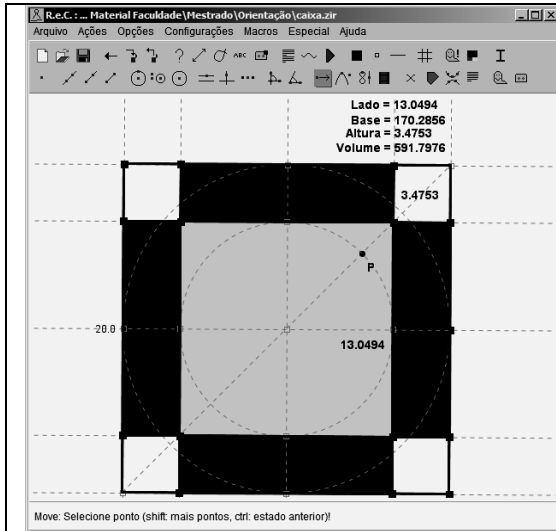 R.e.C. : ... Material Faculdade\Mestrado\Orientação\caixa.zir
Arquivo Ações Opções Configurações Macros Especial Ajuda
ABC
Lado = 13.0494
Base = 170.2856
Altura = 3.4753
Volume = 591.7976
3.4753
P
20.0
13.0494
Move: Selecione ponto (shift: mais pontos, ctrl: estado anterior)!